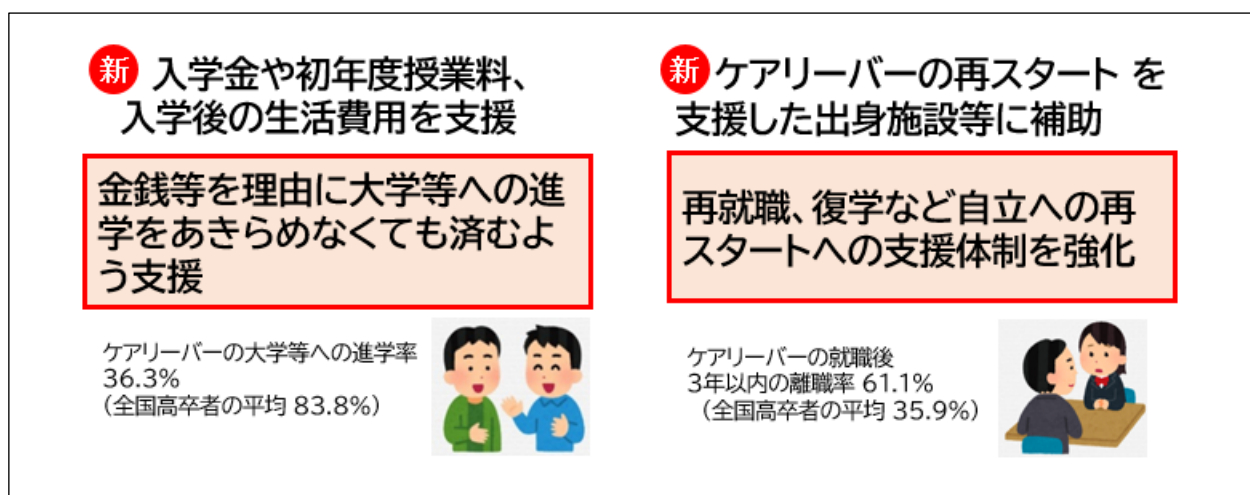 新 入学金や初年度授業料、
入学後の生活費用を支援
金銭等を理由に大学等への進
学をあきらめなくても済むよ
う支援
ケアリーバーの大学等への進学率
36.3%
（全国高卒者の平均 83.8%）
新 ケアリーバーの再スタート を
支援した出身施設等に補助
再就職、復学など自立への再
スタートへの支援体制を強化
ケアリーバーの就職後
3年以内の離職率 61.1%
（全国高卒者の平均 35.9%）